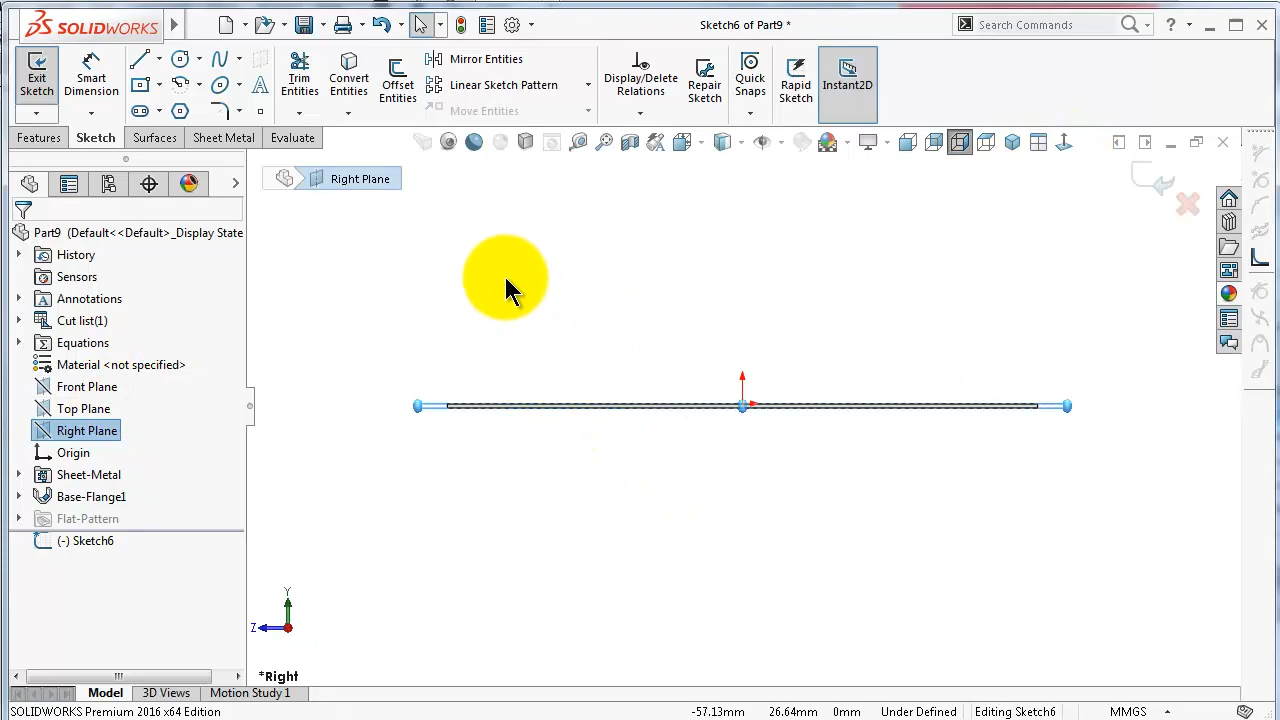 SOLIDWORKS
Sketch6 of Part9 *
Search Commands
Exit
Sketch
Smart
Dimension
Trim
Entities
Convert
Entities
Offset
Entities
Mirror Entities
Linear Sketch Pattern
Move Entities
Display/Delete
Relations
Repair
Sketch
Quick
Snaps
Rapid
Sketch
Instant2D
Features
Sketch
Surfaces
Sheet Metal
Evaluate
Right Plane
Part9 (Default<<Default>_Display State
History
Sensors
Annotations
Cut list(1)
Equations
Material <not specified>
Front Plane
Top Plane
Right Plane
Origin
Sheet-Metal
Base-Flange1
Flat-Pattern
(-) Sketch6
Y
Z
*Right
Model
3D Views
Motion Study 1
SOLIDWORKS Premium 2016 x64 Edition
-57.13mm
26.64mm
0mm
Under Defined
Editing Sketch6
MMGS